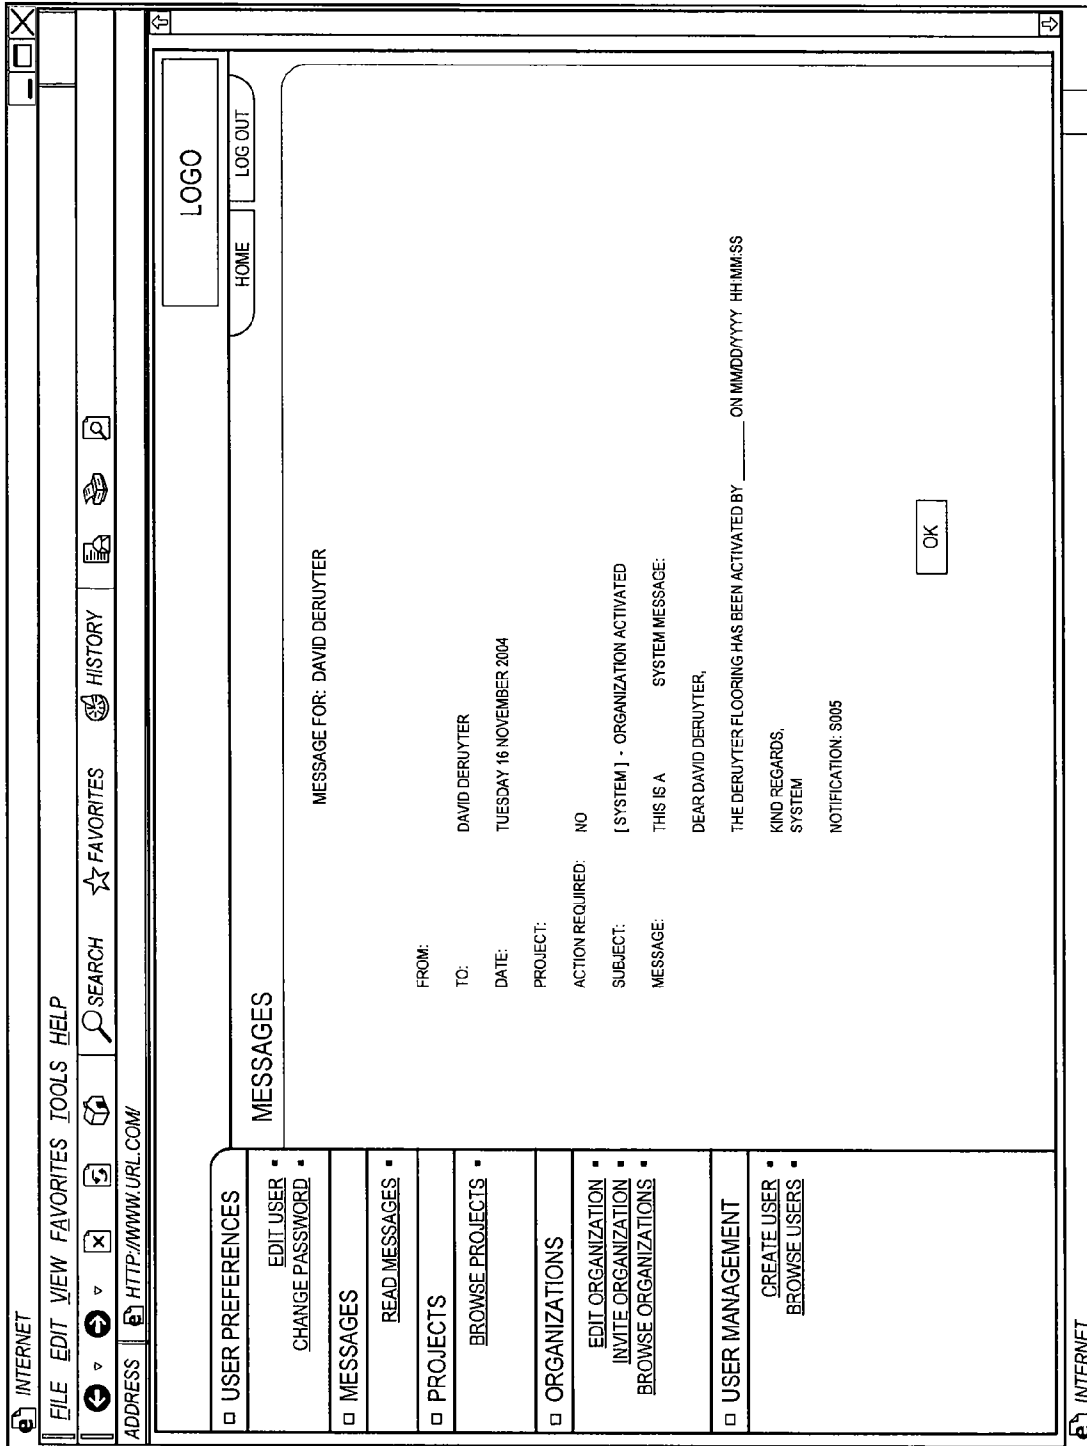 INTERNET
FILE EDIT VIEW FAVORITES TOOLS HELP
SEARCH FAVORITES HISTORY
ADDRESS HTTP://WWW.URL.COM/
LOGO
HOME LOG OUT
USER PREFERENCES
EDIT USER
CHANGE PASSWORD
MESSAGES
READ MESSAGES
PROJECTS
BROWSE PROJECTS
ORGANIZATIONS
EDIT ORGANIZATION
INVITE ORGANIZATION
BROWSE ORGANIZATIONS
USER MANAGEMENT
CREATE USER
BROWSE USERS
MESSAGES
MESSAGE FOR: DAVID DERUYTER
FROM:
TO: DAVID DERUYTER
DATE: TUESDAY 16 NOVEMBER 2004
PROJECT:
ACTION REQUIRED: NO
SUBJECT: [ SYSTEM ] - ORGANIZATION ACTIVATED
MESSAGE: THIS IS A SYSTEM MESSAGE:
DEAR DAVID DERUYTER,
THE DERUYTER FLOORING HAS BEEN ACTIVATED BY ______ ON MM/DD/YYYY HH:MM:SS
KIND REGARDS,
SYSTEM
NOTIFICATION: S005
OK
INTERNET